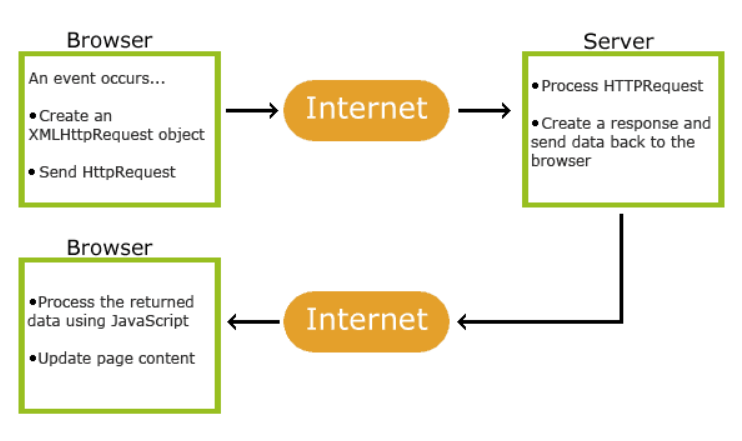 Browser
An event occurs...
•Create an
XMLHttpRequest object
• Send HttpRequest
Internet
Server
•Process HTTPRequest
•Create a response and
send data back to the
browser
Browser
•Process the returned
data using JavaScript
•Update page content
Internet